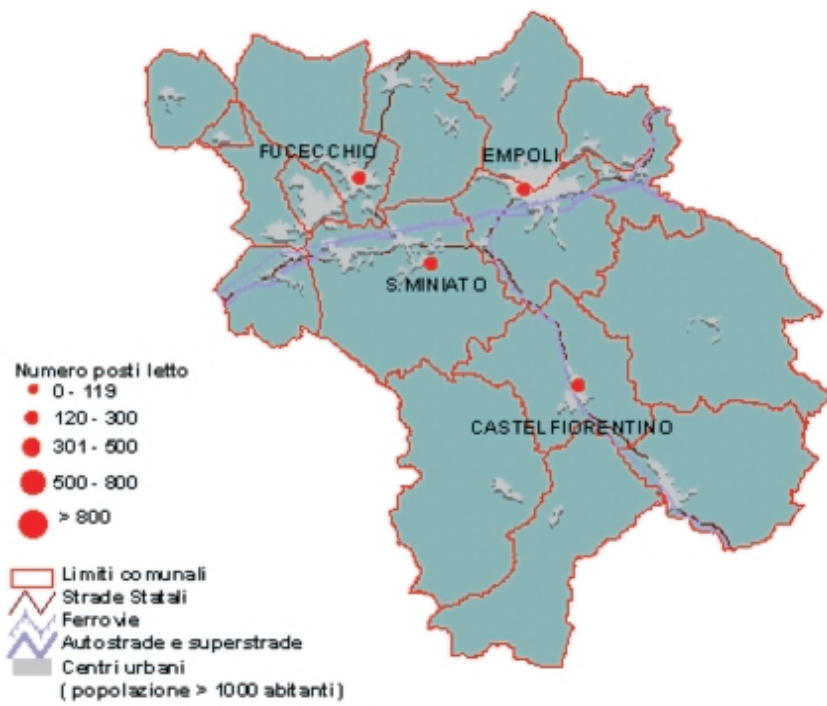 FUCECCHIO
EMPOLI
S.MINIATO
CASTELFIORENTINO
Numero posti letto
0 - 119
120 - 300
301 - 500
500 - 800
> 800
Limiti comunali
Strade Statali
Ferrovie
Autostrade e superstrade
Centri urbani
( popolazione > 1000 abitanti)